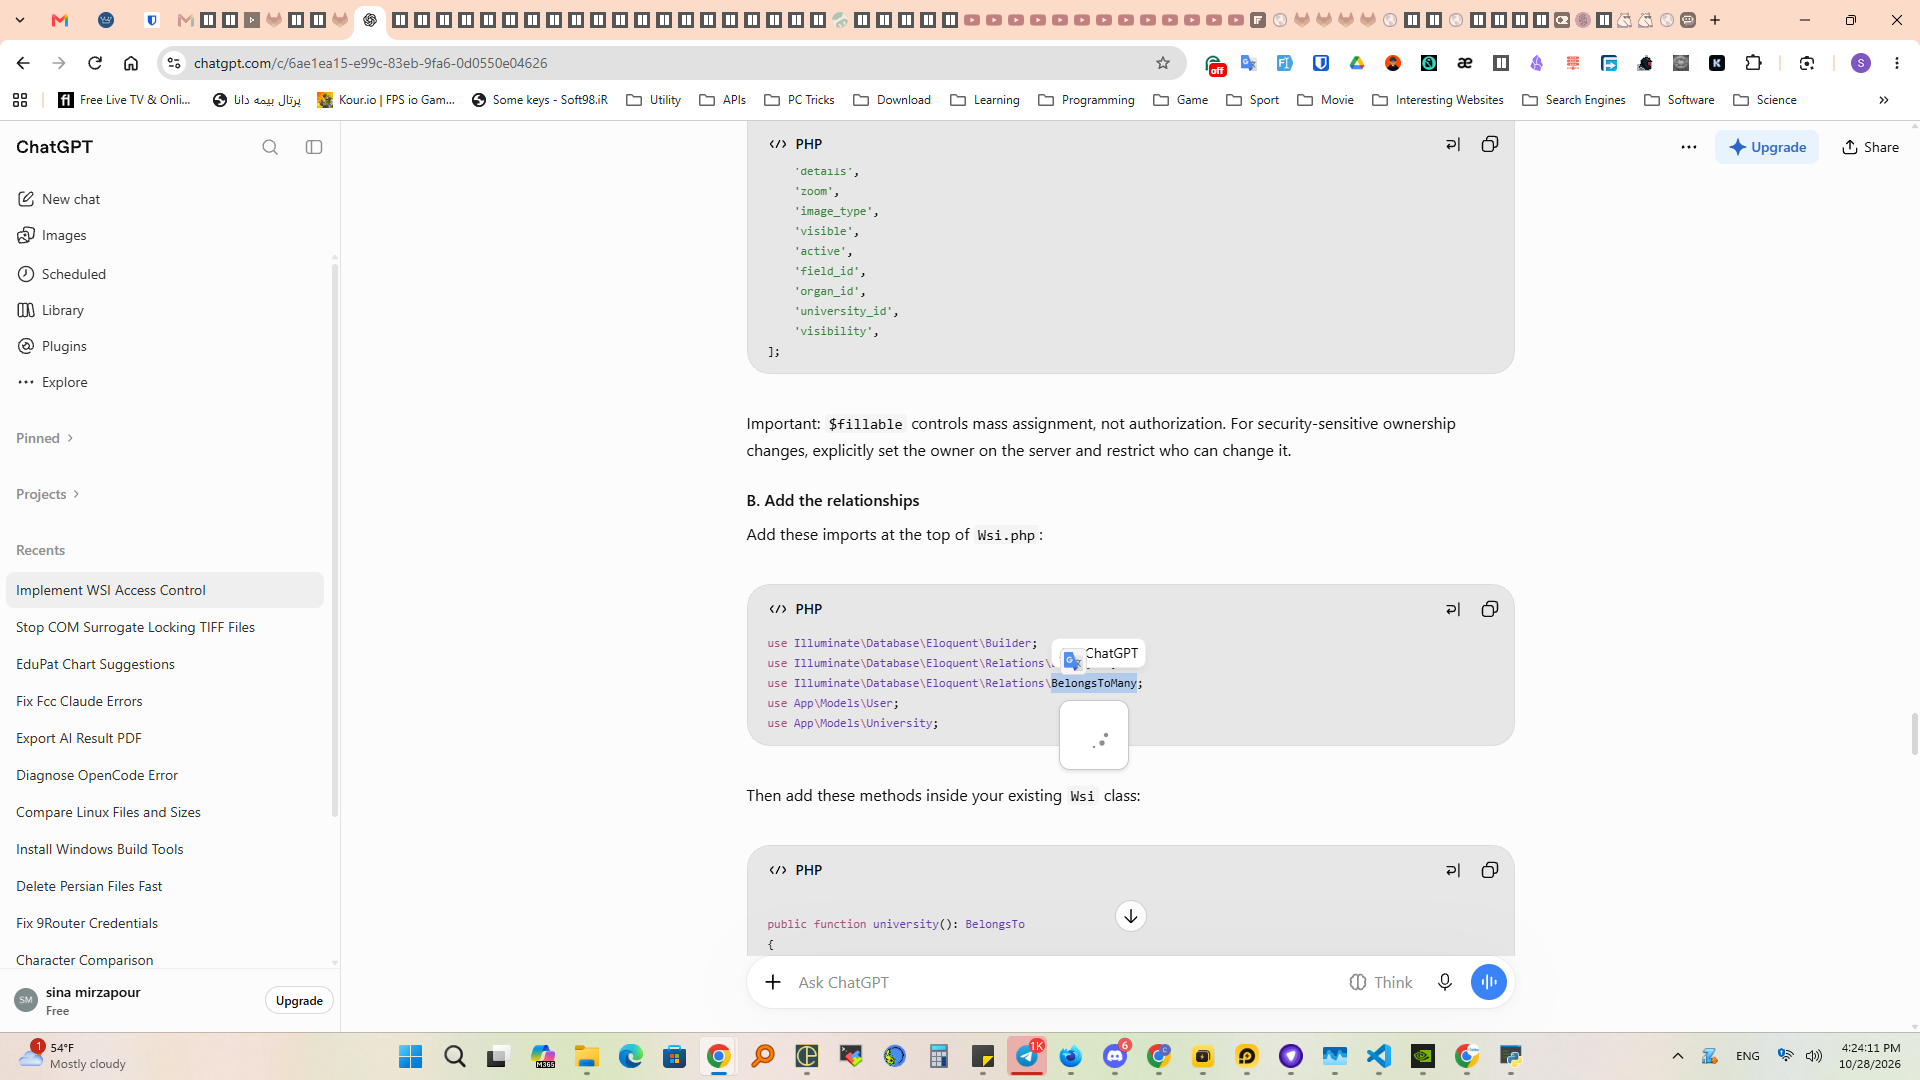 chatgpt.com/c/6ae1ea15-e99c-83eb-9fa6-0d0550e04626
off
S
Free Live TV & Onli...
پرتال بیمه دانا
Kour.io | FPS io Gam...
Some keys - Soft98.iR
Utility
APIs
PC Tricks
Download
Learning
Programming
Game
Sport
Movie
Interesting Websites
Search Engines
Software
Science
ChatGPT
New chat
Images
Scheduled
Library
Plugins
Explore
Pinned
Projects
Recents
Implement WSI Access Control
Stop COM Surrogate Locking TIFF Files
EduPat Chart Suggestions
Fix Fcc Claude Errors
Export AI Result PDF
Diagnose OpenCode Error
Compare Linux Files and Sizes
Install Windows Build Tools
Delete Persian Files Fast
Fix 9Router Credentials
Character Comparison
SM
sina mirzapour
Free
Upgrade
Upgrade
Share
PHP
'details',
'zoom',
'image_type',
'visible',
'active',
'field_id',
'organ_id',
'university_id',
'visibility',
];
Important: $fillable controls mass assignment, not authorization. For security-sensitive ownership
changes, explicitly set the owner on the server and restrict who can change it.
B. Add the relationships
Add these imports at the top of Wsi.php:
PHP
use Illuminate\Database\Eloquent\Builder;
use Illuminate\Database\Eloquent\Relations\
ChatGPT
use Illuminate\Database\Eloquent\Relations\BelongsToMany;
use App\Models\User;
use App\Models\University;
Then add these methods inside your existing Wsi class:
PHP
public function university(): BelongsTo
{
Ask ChatGPT
Think
1
54°F
Mostly cloudy
M365
1K
6
ENG
4:24:11 PM
10/28/2026